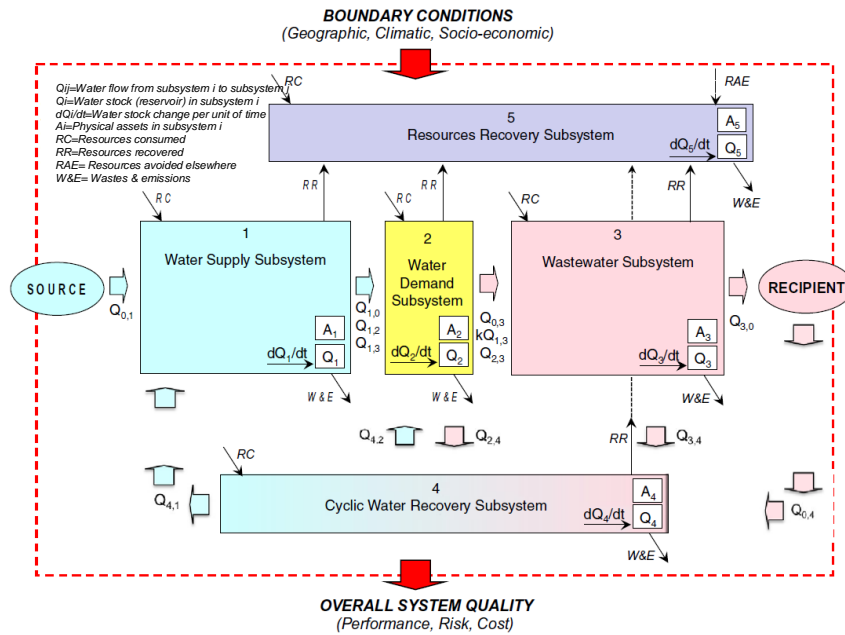 BOUNDARY CONDITIONS
(Geographic, Climatic, Socio-economic)
Qij=Water flow from subsystem i to subsystem j
Qi=Water stock (reservoir) in subsystem i
dQi/dt=Water stock change per unit of time
Ai=Physical assets in subsystem i
RC=Resources consumed
RR=Resources recovered
RAE= Resources avoided elsewhere
W&E= Wastes & emissions
RC
RAE
5
Resources Recovery Subsystem
A5
dQ5/dt
Q5
W&E
RR
RR
RR
RC
RC
RC
1
Water Supply Subsystem
2
Water
Demand
Subsystem
3
Wastewater Subsystem
SOURCE
Q0,1
Q1,0
Q1,2
Q1,3
Q0,3
kQ1,3
Q2,3
Q3,0
RECIPIENT
A1
dQ1/dt
Q1
W&E
A2
dQ2/dt
Q2
W&E
A3
dQ3/dt
Q3
W&E
Q4,2
Q2,4
RR
Q3,4
RC
4
Cyclic Water Recovery Subsystem
A4
dQ4/dt
Q4
W&E
Q4,1
Q0,4
OVERALL SYSTEM QUALITY
(Performance, Risk, Cost)